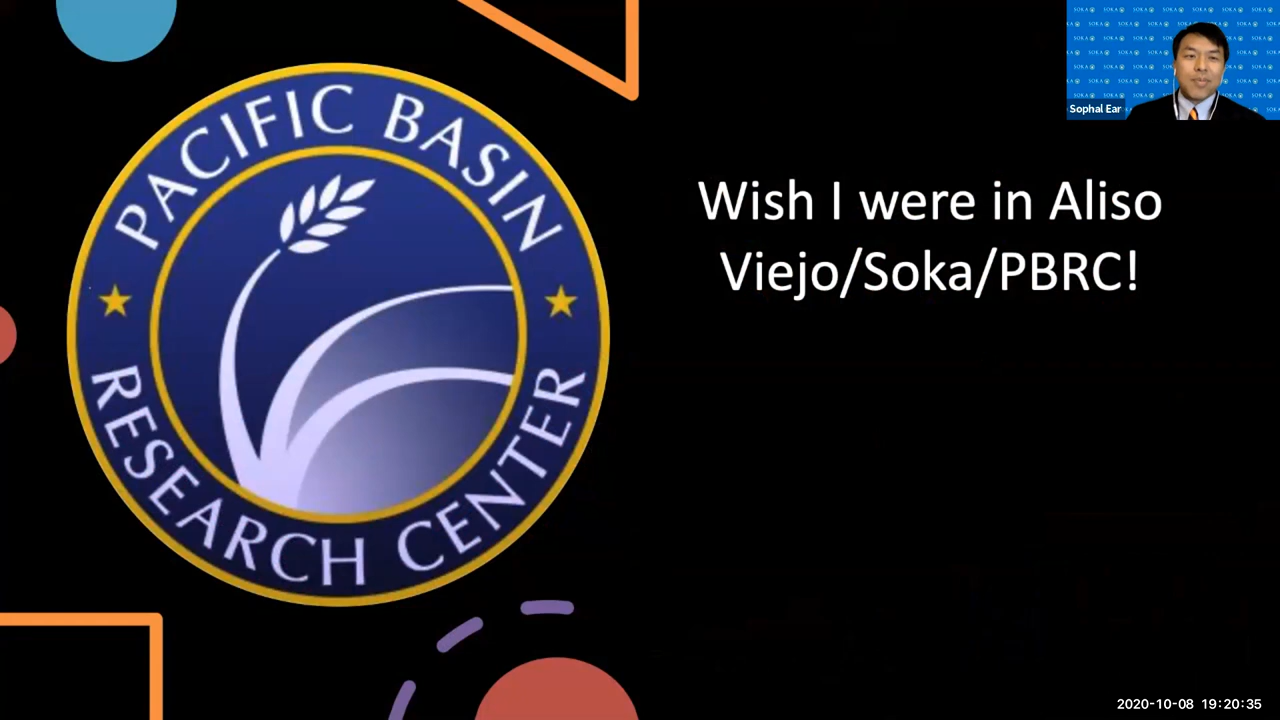 PACIFIC BASIN
RESEARCH CENTER
Wish I were in Aliso
Viejo/Soka/PBRC!
Sophal Ear
SOKA
2020-10-08 19:20:35